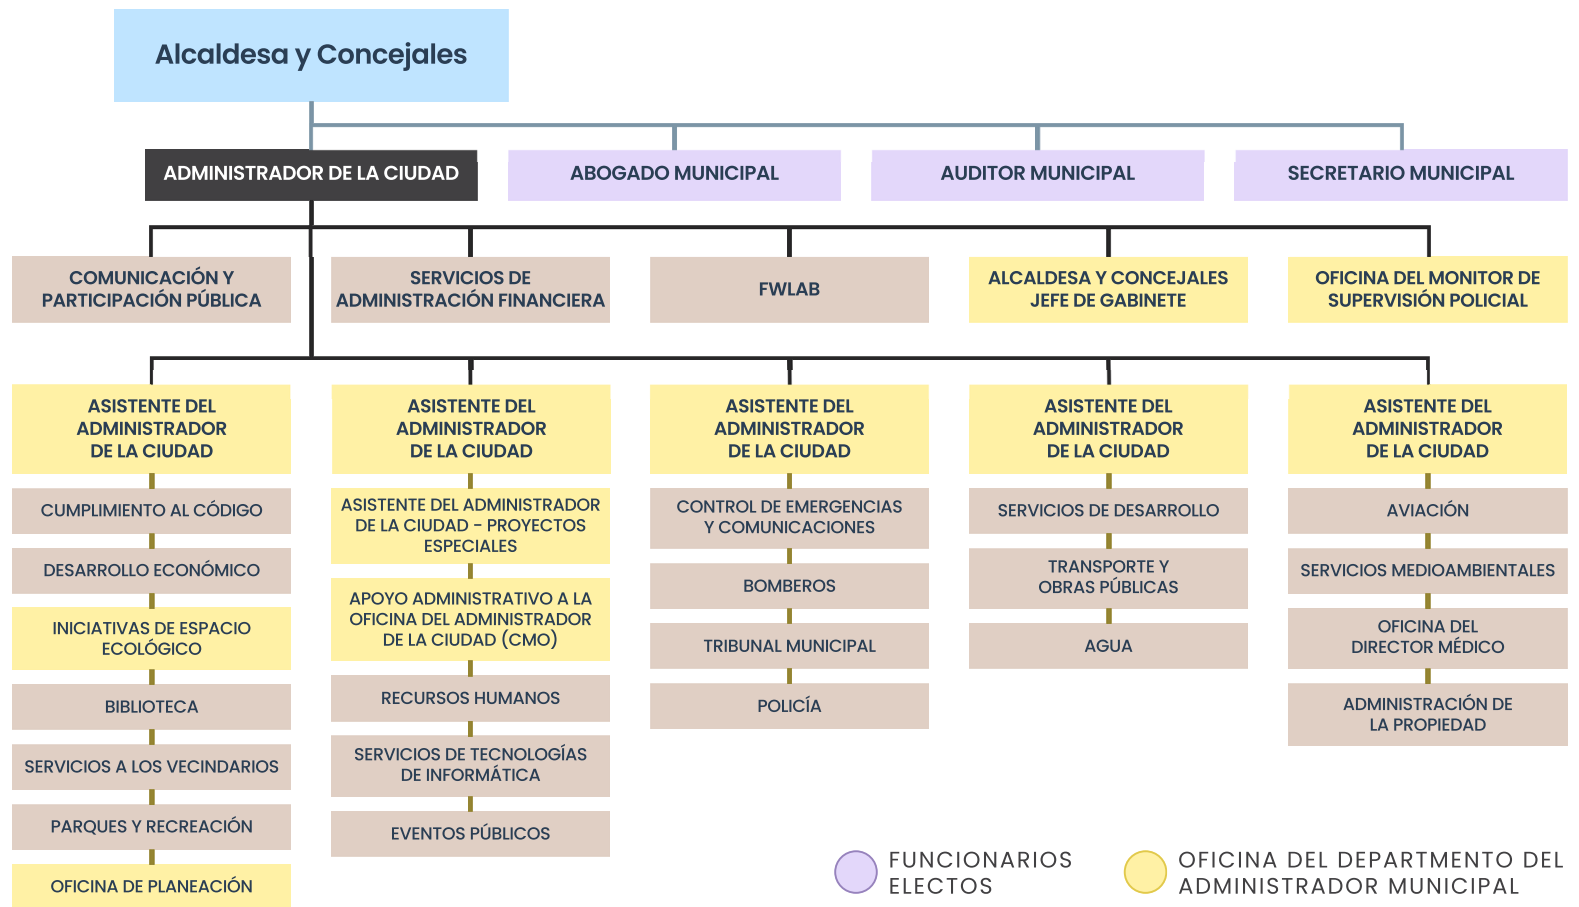 Alcaldesa y Concejales
ADMINISTRADOR DE LA CIUDAD
ABOGADO MUNICIPAL
AUDITOR MUNICIPAL
SECRETARIO MUNICIPAL
COMUNICACIÓN Y
PARTICIPACIÓN PÚBLICA
SERVICIOS DE
ADMINISTRACIÓN FINANCIERA
FWLAB
ALCALDESA Y CONCEJALES
JEFE DE GABINETE
OFICINA DEL MONITOR DE
SUPERVISIÓN POLICIAL
ASISTENTE DEL
ADMINISTRADOR
DE LA CIUDAD
CUMPLIMIENTO AL CÓDIGO
DESARROLLO ECONÓMICO
INICIATIVAS DE ESPACIO
ECOLÓGICO
BIBLIOTECA
SERVICIOS A LOS VECINDARIOS
PARQUES Y RECREACIÓN
OFICINA DE PLANEACIÓN
ASISTENTE DEL
ADMINISTRADOR
DE LA CIUDAD
ASISTENTE DEL ADMINISTRADOR
DE LA CIUDAD - PROYECTOS
ESPECIALES
APOYO ADMINISTRATIVO A LA
OFICINA DEL ADMINISTRADOR
DE LA CIUDAD (CMO)
RECURSOS HUMANOS
SERVICIOS DE TECNOLOGÍAS
DE INFORMÁTICA
EVENTOS PÚBLICOS
ASISTENTE DEL
ADMINISTRADOR
DE LA CIUDAD
CONTROL DE EMERGENCIAS
Y COMUNICACIONES
BOMBEROS
TRIBUNAL MUNICIPAL
POLICÍA
ASISTENTE DEL
ADMINISTRADOR
DE LA CIUDAD
SERVICIOS DE DESARROLLO
TRANSPORTE Y
OBRAS PÚBLICAS
AGUA
ASISTENTE DEL
ADMINISTRADOR
DE LA CIUDAD
AVIACIÓN
SERVICIOS MEDIOAMBIENTALES
OFICINA DEL
DIRECTOR MÉDICO
ADMINISTRACIÓN DE
LA PROPIEDAD
FUNCIONARIOS
ELECTOS
OFICINA DEL DEPARTMENTO DEL
ADMINISTRADOR MUNICIPAL